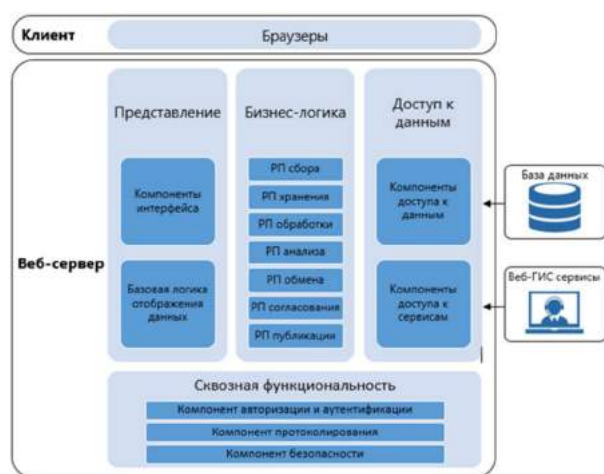 Клиент
Браузеры
Веб-сервер
Представление
Компоненты
интерфейса
Базовая логика
отображения
данных
Бизнес-логика
РП сбора
РП хранения
РП обработки
РП анализа
РП обмена
РП согласования
РП публикации
Доступ к
данным
Компоненты
доступа к
данным
Компоненты
доступа к
сервисам
База данных
Веб-ГИС сервисы
Сквозная функциональность
Компонент авторизации и аутентификации
Компонент протоколирования
Компонент безопасности